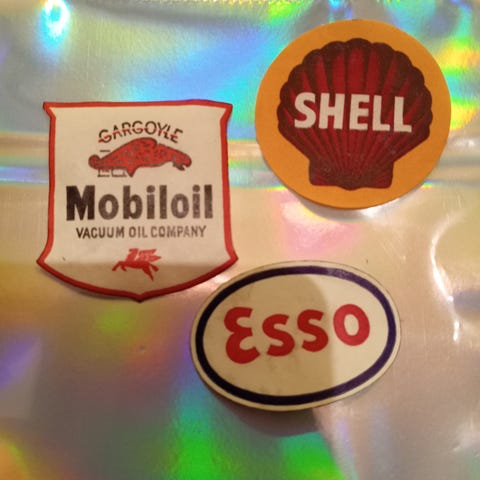 GARGOYLE
Mobiloil
VACUUM OIL COMPANY
SHELL
Esso